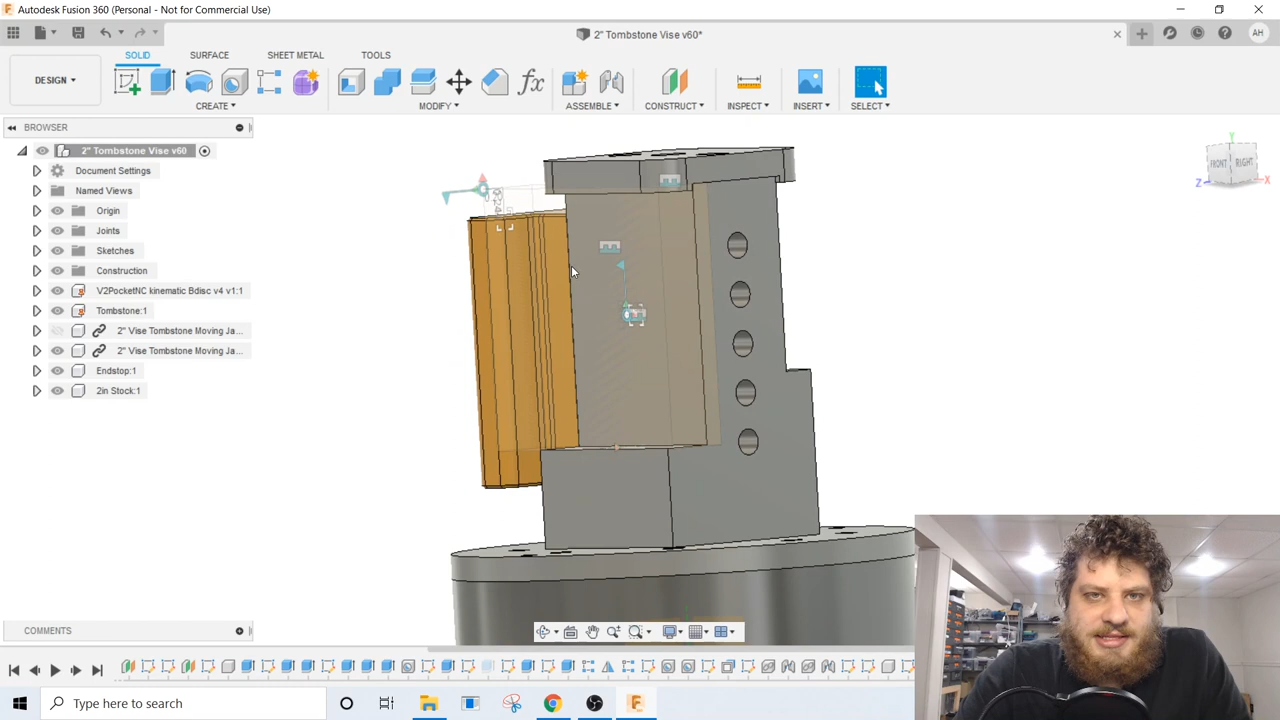 Autodesk Fusion 360 (Personal - Not for Commercial Use)
2" Tombstone Vise v60*
AH
DESIGN
SOLID
SURFACE
SHEET METAL
TOOLS
CREATE
MODIFY
ASSEMBLE
CONSTRUCT
INSPECT
INSERT
SELECT
BROWSER
2" Tombstone Vise v60
Document Settings
Named Views
Origin
Joints
Sketches
Construction
V2PocketNC kinematic Bdisc v4 v1:1
Tombstone:1
2" Vise Tombstone Moving Ja...
2" Vise Tombstone Moving Ja...
Endstop:1
2in Stock:1
Y
FRONT
RIGHT
Z
X
COMMENTS
Type here to search